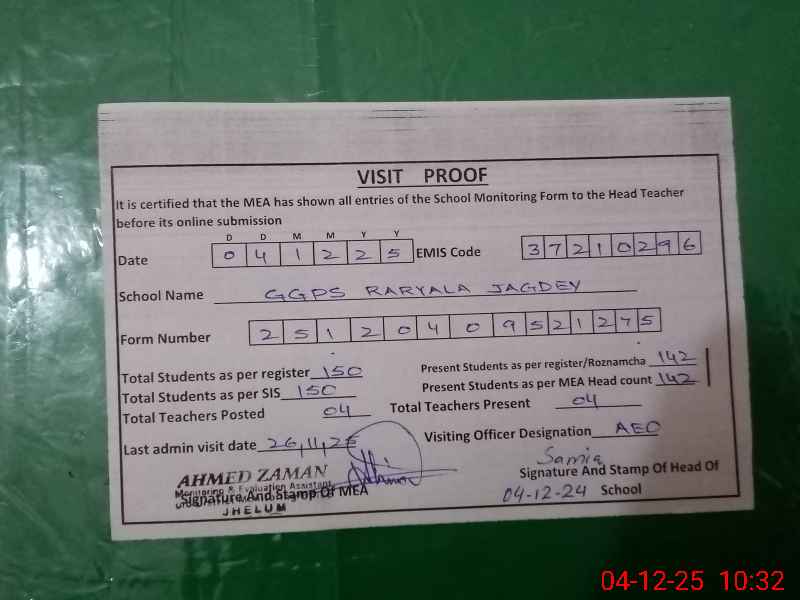 VISIT PROOF
It is certified that the MEA has shown all entries of the School Monitoring Form to the Head Teacher
before its online submission
D D M M Y Y
Date 0 4 1 2 2 5 EMIS Code 3 7 2 1 0 2 9 6
School Name GGPS RARYALA JAGDEY
Form Number 2 5 1 2 0 4 0 9 5 2 1 2 7 5
Total Students as per register 150 Present Students as per register/Roznamcha 142
Total Students as per SIS 150 Present Students as per MEA Head count 142
Total Teachers Posted 04 Total Teachers Present 04
Last admin visit date 26,11,25 Visiting Officer Designation AEO
Samia
AHMED ZAMAN Signature And Stamp Of Head Of
Monitoring & Evaluation Assistant
Signature And Stamp Of MEA 04-12-24 School
JHELUM
04-12-25 10:32